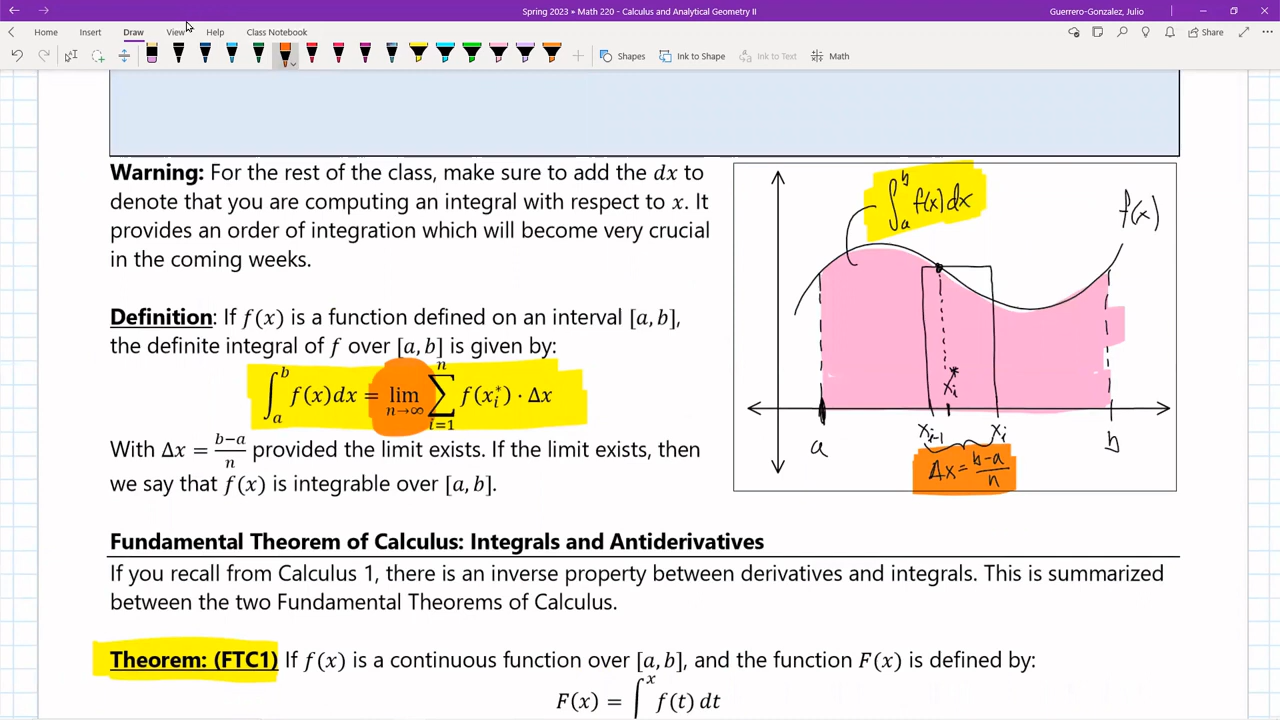 Spring 2023 » Math 220 - Calculus and Analytical Geometry II
Guerrero-Gonzalez, Julio
Home Insert Draw View Help Class Notebook
Share
Shapes Ink to Shape Ink to Text Math
Warning: For the rest of the class, make sure to add the dx to
denote that you are computing an integral with respect to x. It
provides an order of integration which will become very crucial
in the coming weeks.
Definition: If f(x) is a function defined on an interval [a, b],
the definite integral of f over [a, b] is given by:
∫_a^b f(x)dx = lim_{n→∞} ∑_{i=1}^n f(x_i^*) · Δx
With Δx = (b−a)/n provided the limit exists. If the limit exists, then
we say that f(x) is integrable over [a, b].
∫_a^b f(x)dx
f(x)
x_i^*
a x_{i-1} x_i b
Δx = (b-a)/n
Fundamental Theorem of Calculus: Integrals and Antiderivatives
If you recall from Calculus 1, there is an inverse property between derivatives and integrals. This is summarized
between the two Fundamental Theorems of Calculus.
Theorem: (FTC1) If f(x) is a continuous function over [a, b], and the function F(x) is defined by:
F(x) = ∫^x f(t) dt